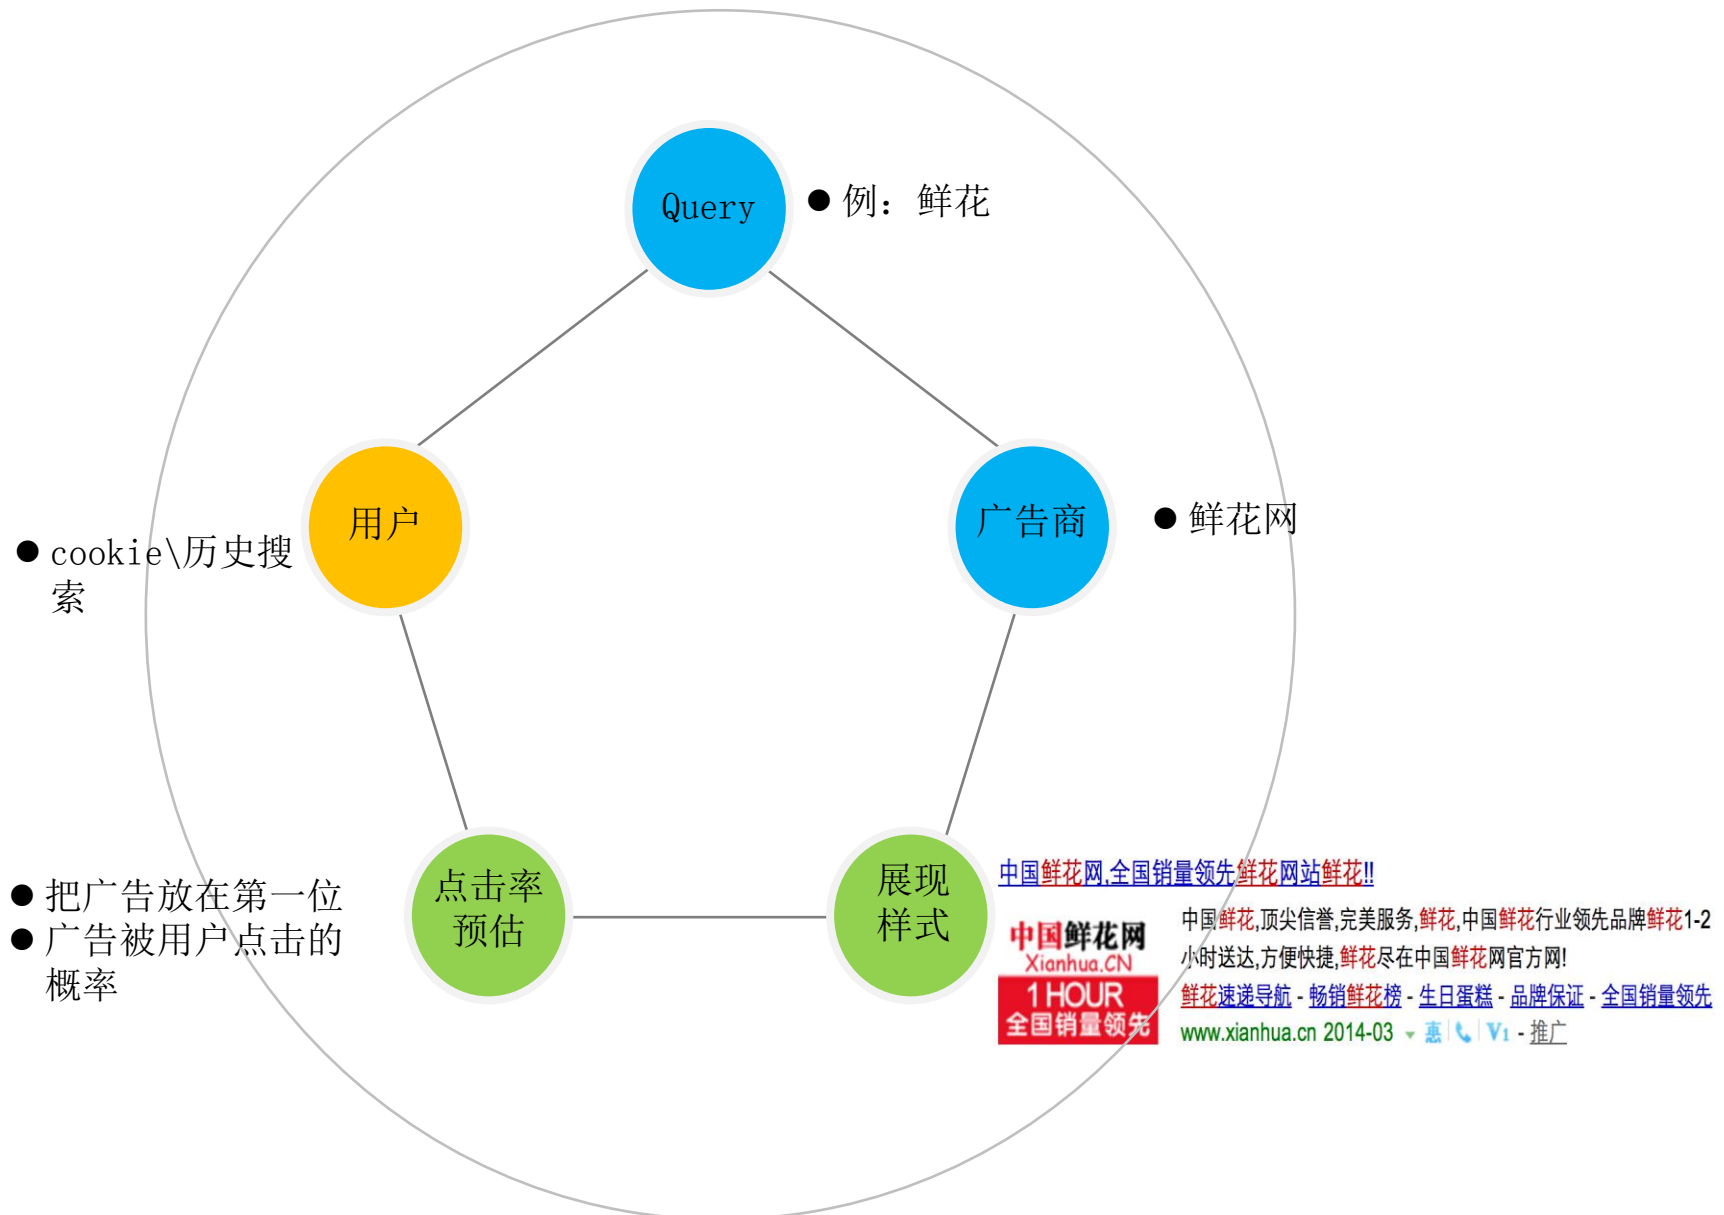 Query
● 例：鲜花
用户
● cookie\历史搜
索
广告商
● 鲜花网
点击率
预估
● 把广告放在第一位
● 广告被用户点击的
概率
展现
样式
中国鲜花网,全国销量领先鲜花网站鲜花!!
中国鲜花网
Xianhua.CN
1 HOUR
全国销量领先
中国鲜花,顶尖信誉,完美服务,鲜花,中国鲜花行业领先品牌鲜花1-2
小时送达,方便快捷,鲜花尽在中国鲜花网官方网!
鲜花速递导航 - 畅销鲜花榜 - 生日蛋糕 - 品牌保证 - 全国销量领先
www.xianhua.cn 2014-03 惠 V1 - 推广